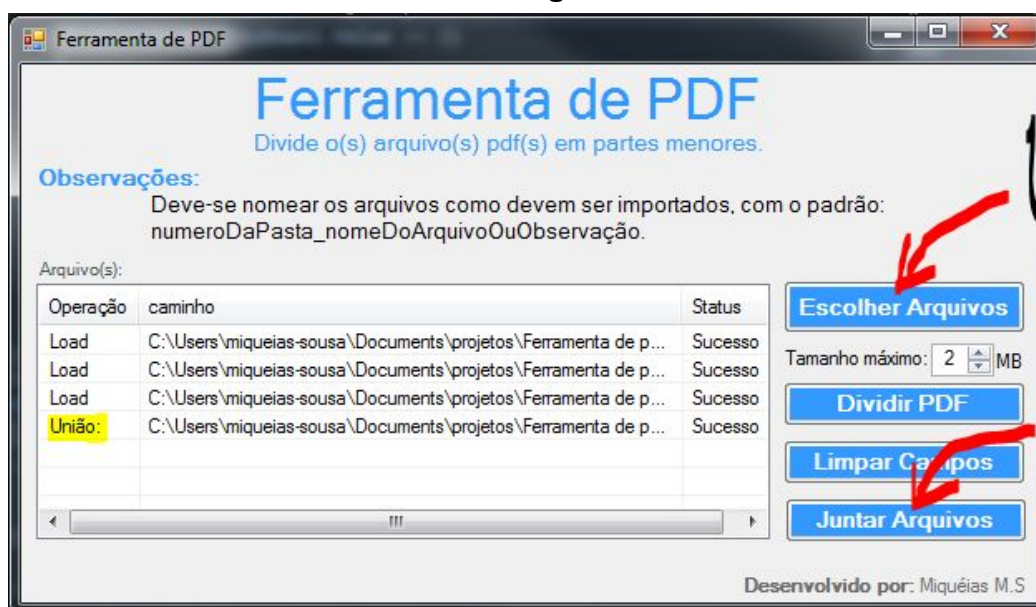 Ferramenta de PDF
Ferramenta de PDF
Divide o(s) arquivo(s) pdf(s) em partes menores.
Observações:
Deve-se nomear os arquivos como devem ser importados, com o padrão:
numeroDaPasta_nomeDoArquivoOuObservação.
Arquivo(s):
Operação caminho Status
Load C:\Users\miqueias-sousa\Documents\projetos\Ferramenta de p... Sucesso
Load C:\Users\miqueias-sousa\Documents\projetos\Ferramenta de p... Sucesso
Load C:\Users\miqueias-sousa\Documents\projetos\Ferramenta de p... Sucesso
União: C:\Users\miqueias-sousa\Documents\projetos\Ferramenta de p... Sucesso
Escolher Arquivos
Tamanho máximo: 2 MB
Dividir PDF
Limpar Campos
Juntar Arquivos
Desenvolvido por: Miquéias M.S